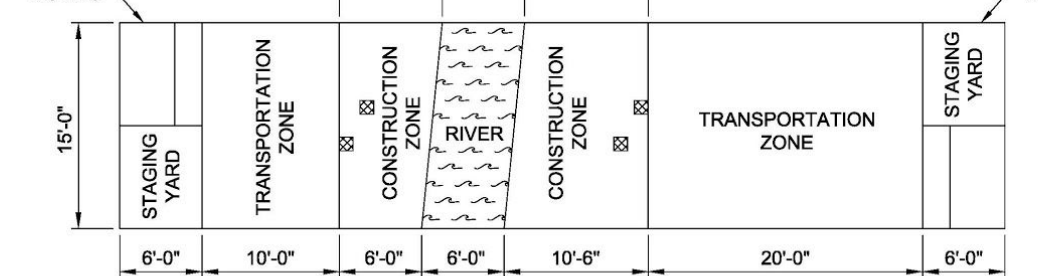 15'-0"
STAGING
YARD
TRANSPORTATION
ZONE
CONSTRUCTION
ZONE
RIVER
CONSTRUCTION
ZONE
TRANSPORTATION
ZONE
STAGING
YARD
6'-0"
10'-0"
6'-0"
6'-0"
10'-6"
20'-0"
6'-0"